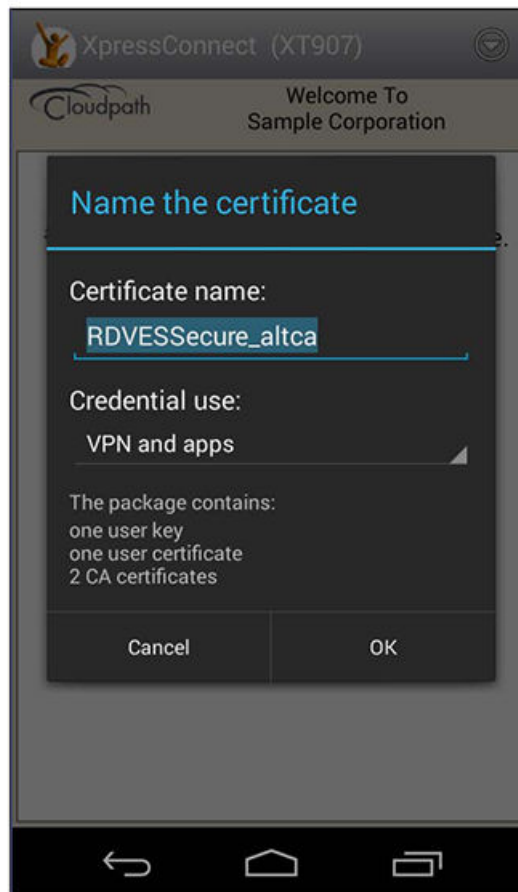 XpressConnect (XT907)
Cloudpath
Welcome To
Sample Corporation
e.
Name the certificate
Certificate name:
RDVESSecure_altca
Credential use:
VPN and apps
The package contains:
one user key
one user certificate
2 CA certificates
Cancel
OK